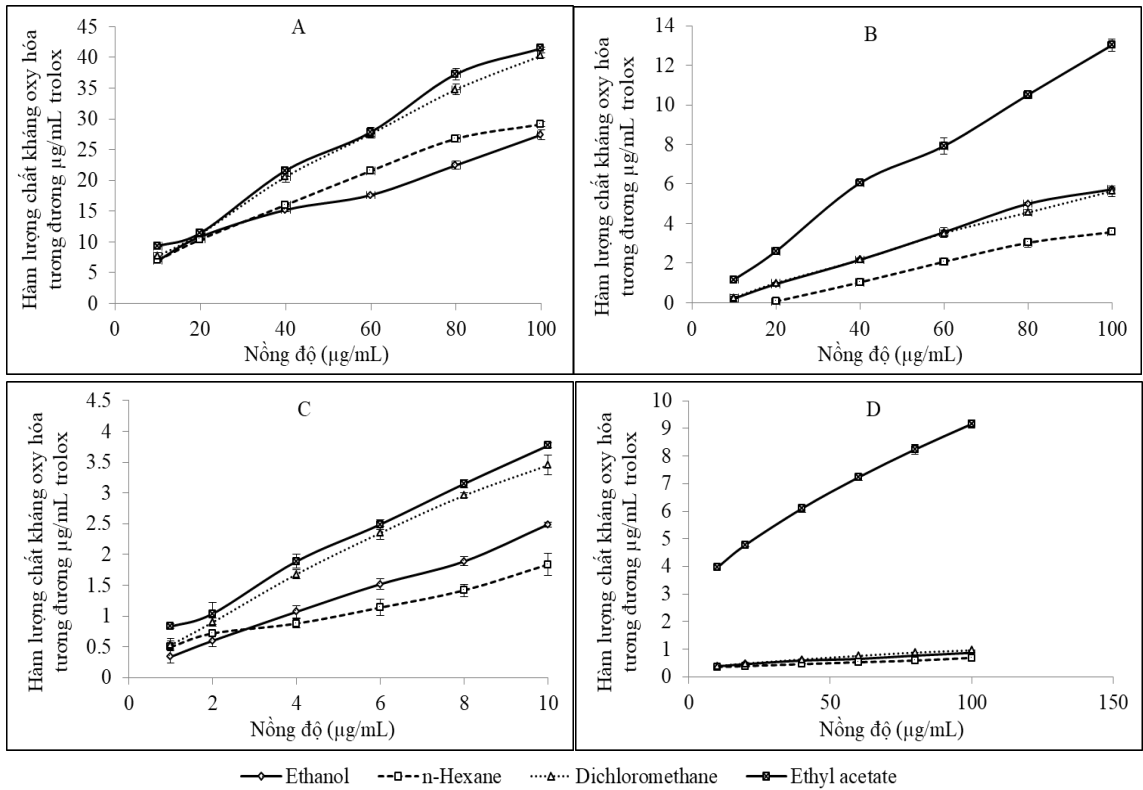 A
Hàm lượng chất kháng oxy hóa
tương đương µg/mL trolox
45
40
35
30
25
20
15
10
5
0
0 20 40 60 80 100
Nồng độ (µg/mL)
B
Hàm lượng chất kháng oxy hóa
tương đương µg/mL trolox
14
12
10
8
6
4
2
0
0 20 40 60 80 100
Nồng độ (µg/mL)
C
Hàm lượng chất kháng oxy hóa
tương đương µg/mL trolox
4.5
4
3.5
3
2.5
2
1.5
1
0.5
0
0 2 4 6 8 10
Nồng độ (µg/mL)
D
Hàm lượng chất kháng oxy hóa
tương đương µg/mL trolox
10
9
8
7
6
5
4
3
2
1
0
0 50 100 150
Nồng độ (µg/mL)
Ethanol n-Hexane Dichloromethane Ethyl acetate